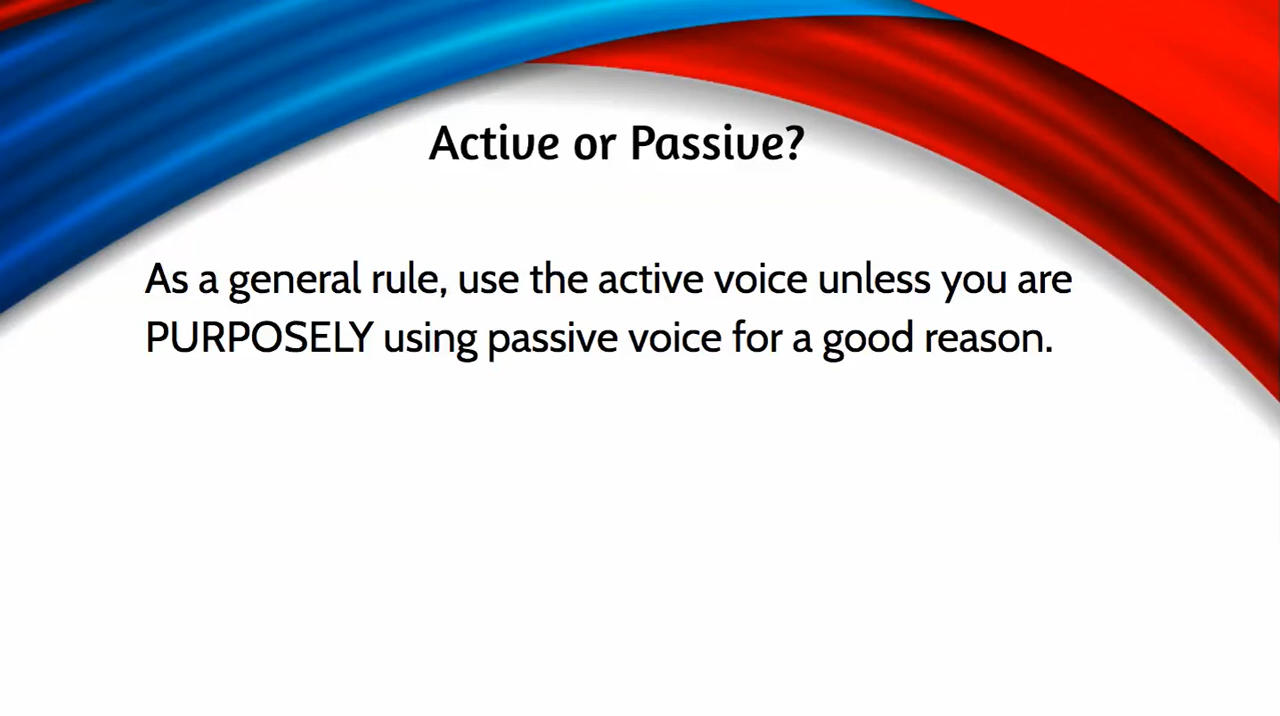 Active or Passive?
As a general rule, use the active voice unless you are
PURPOSELY using passive voice for a good reason.